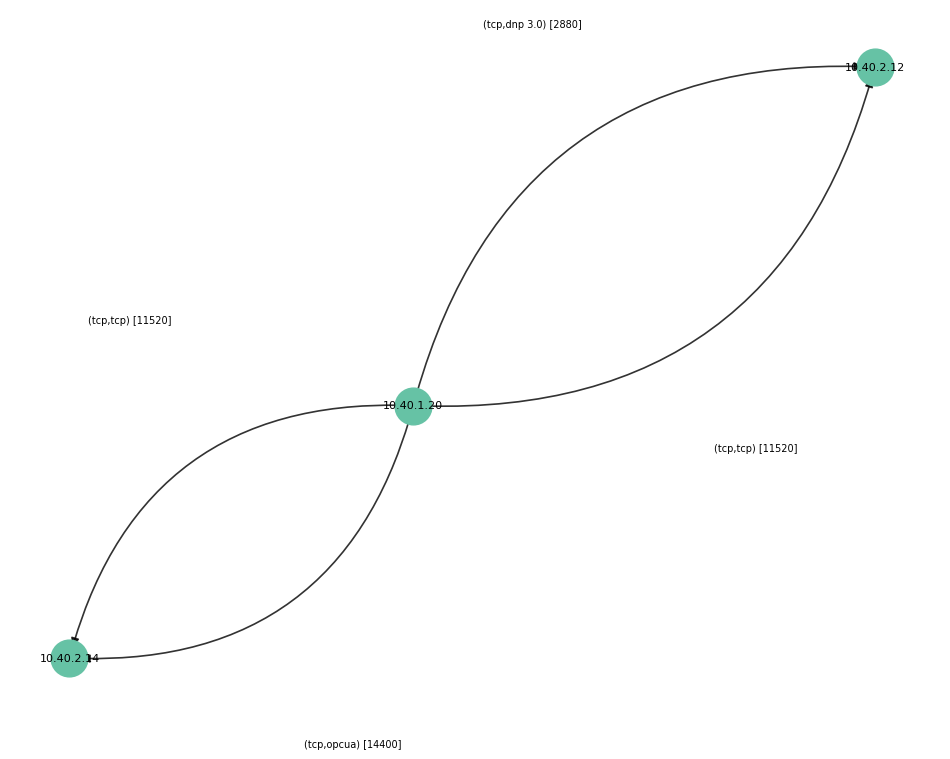 (tcp,dnp 3.0) [2880]
10.40.2.12
(tcp,tcp) [11520]
10.40.1.20
(tcp,tcp) [11520]
10.40.2.14
(tcp,opcua) [14400]